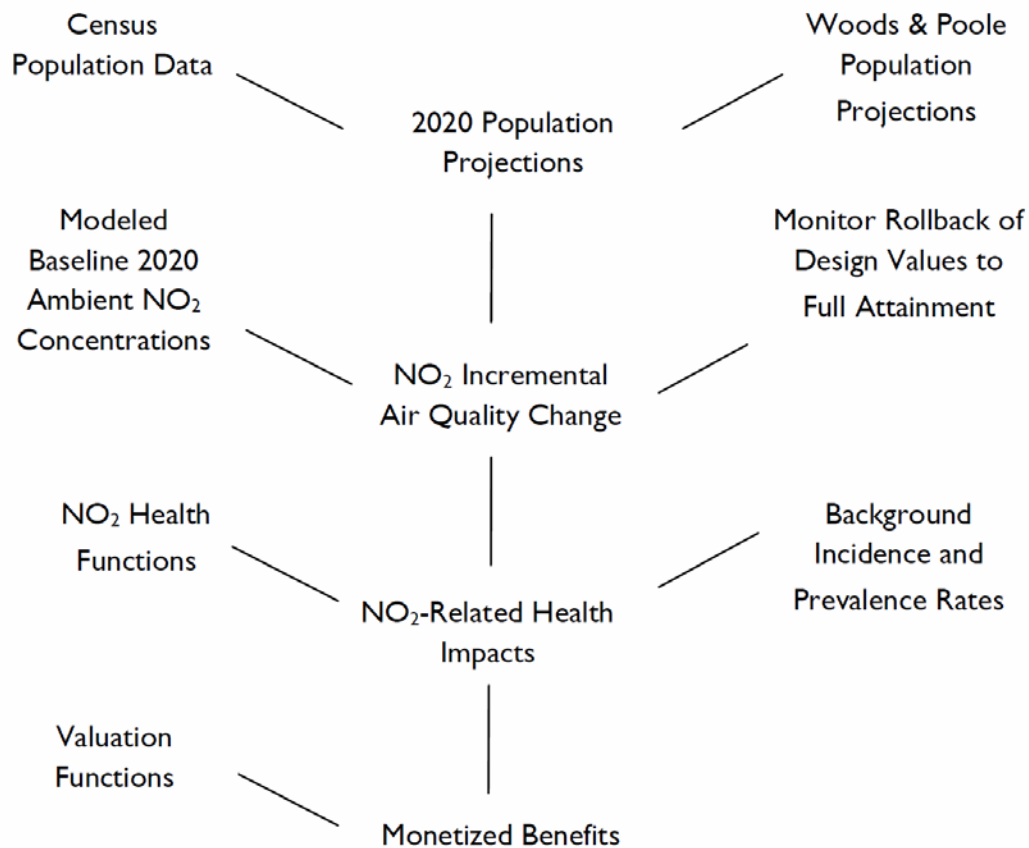 Census
Population Data
Woods & Poole
Population
Projections
2020 Population
Projections
Modeled
Baseline 2020
Ambient NO₂
Concentrations
Monitor Rollback of
Design Values to
Full Attainment
NO₂ Incremental
Air Quality Change
NO₂ Health
Functions
Background
Incidence and
Prevalence Rates
NO₂-Related Health
Impacts
Valuation
Functions
Monetized Benefits